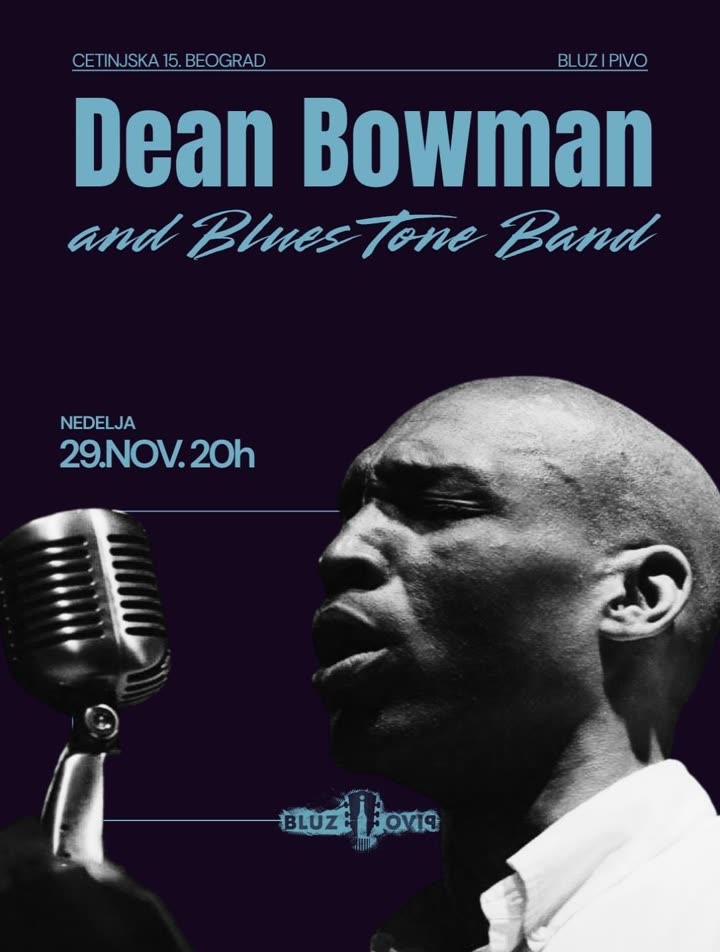 CETINJSKA 15. BEOGRAD
BLUZ I PIVO
Dean Bowman
and Blues Tone Band
NEDELJA
29.NOV. 20h
BLUZ I PIVO